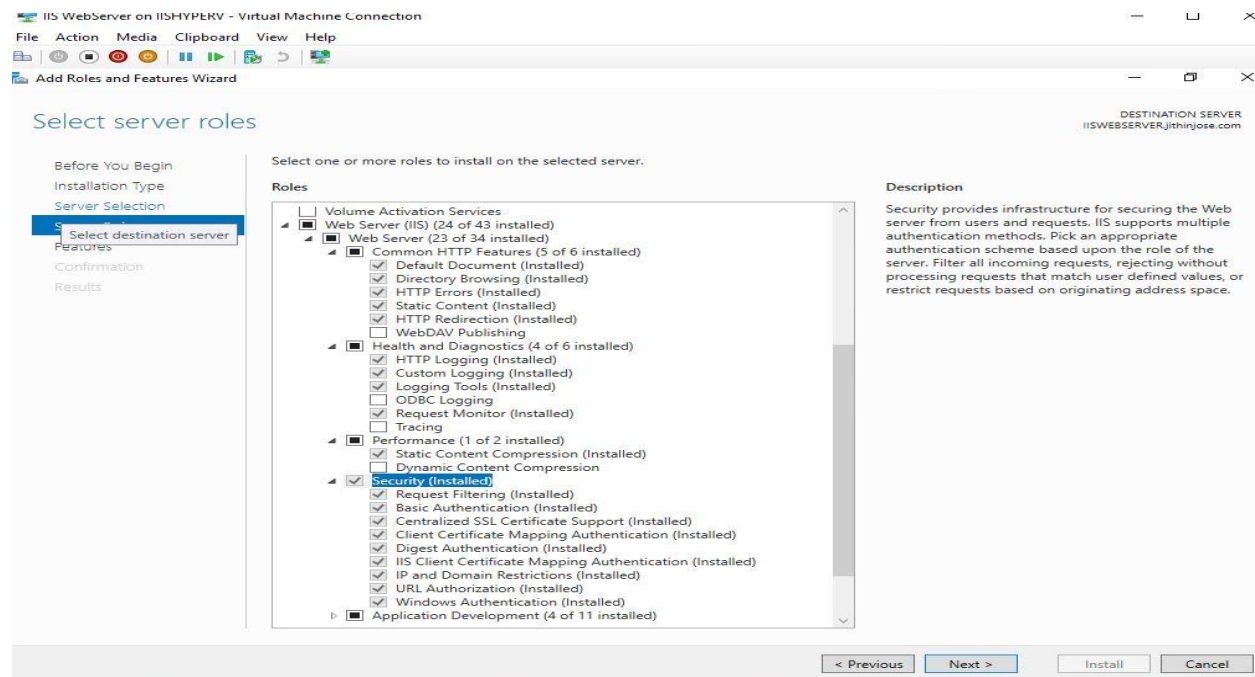 IIS WebServer on IISHYPERV - Virtual Machine Connection
File Action Media Clipboard View Help
Add Roles and Features Wizard
Select server roles
DESTINATION SERVER
IISWEBSERVER.jithinjose.com
Before You Begin
Installation Type
Server Selection
Select destination server
Features
Confirmation
Results
Select one or more roles to install on the selected server.
Roles
Volume Activation Services
Web Server (IIS) (24 of 43 installed)
Web Server (23 of 34 installed)
Common HTTP Features (5 of 6 installed)
Default Document (Installed)
Directory Browsing (Installed)
HTTP Errors (Installed)
Static Content (Installed)
HTTP Redirection (Installed)
WebDAV Publishing
Health and Diagnostics (4 of 6 installed)
HTTP Logging (Installed)
Custom Logging (Installed)
Logging Tools (Installed)
ODBC Logging
Request Monitor (Installed)
Tracing
Performance (1 of 2 installed)
Static Content Compression (Installed)
Dynamic Content Compression
Security (Installed)
Request Filtering (Installed)
Basic Authentication (Installed)
Centralized SSL Certificate Support (Installed)
Client Certificate Mapping Authentication (Installed)
Digest Authentication (Installed)
IIS Client Certificate Mapping Authentication (Installed)
IP and Domain Restrictions (Installed)
URL Authorization (Installed)
Windows Authentication (Installed)
Application Development (4 of 11 installed)
Description
Security provides infrastructure for securing the Web
server from users and requests. IIS supports multiple
authentication methods. Pick an appropriate
authentication scheme based upon the role of the
server. Filter all incoming requests, rejecting without
processing requests that match user defined values, or
restrict requests based on originating address space.
< Previous
Next >
Install
Cancel